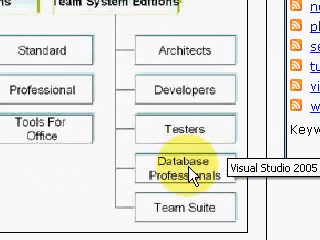 Team System Editions
Standard
Architects
Professional
Developers
Tools For
Office
Testers
Database
Professionals
Team Suite
Visual Studio 2005
Keyw